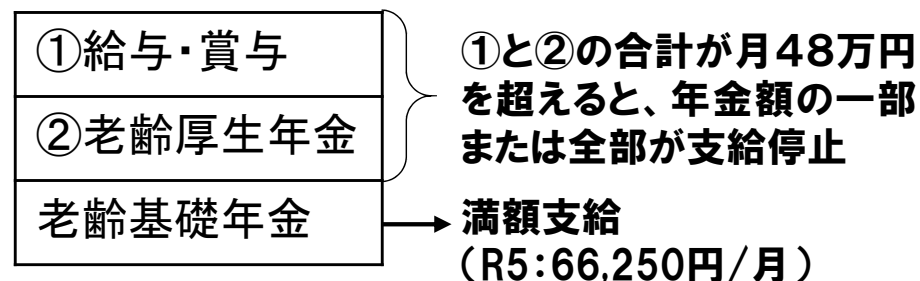 ①給与・賞与
②老齢厚生年金
老齢基礎年金
①と②の合計が月48万円
を超えると、年金額の一部
または全部が支給停止
満額支給
(R5:66,250円/月)